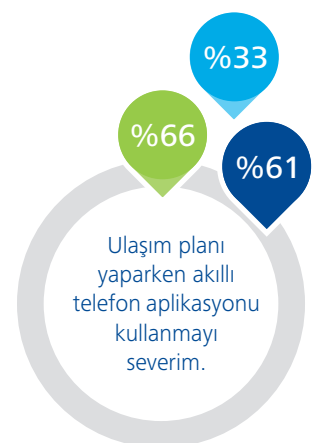 %33
%66
%61
Ulaşım planı
yaparken akıllı
telefon aplikasyonu
kullanmayı
severim.